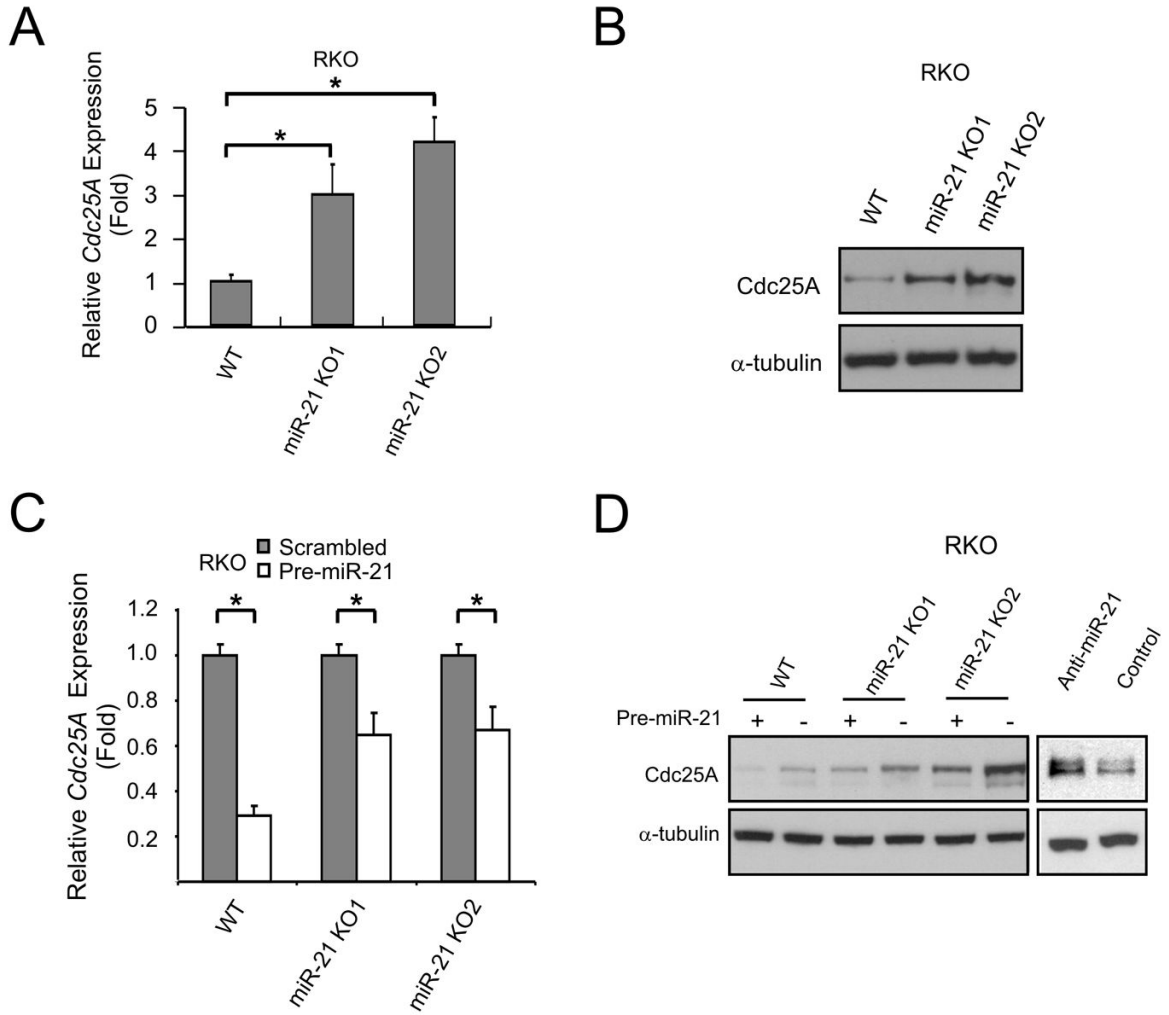 A
RKO
*
*
Relative Cdc25A Expression
(Fold)
5
4
3
2
1
0
WT
miR-21 KO1
miR-21 KO2
B
RKO
WT
miR-21 KO1
miR-21 KO2
Cdc25A
α-tubulin
C
RKO
Scrambled
Pre-miR-21
* * *
Relative Cdc25A Expression
(Fold)
1.2
1.0
0.8
0.6
0.4
0.2
WT
miR-21 KO1
miR-21 KO2
D
RKO
WT
miR-21 KO1
miR-21 KO2
Anti-miR-21
Control
Pre-miR-21 + - + - + -
Cdc25A
α-tubulin